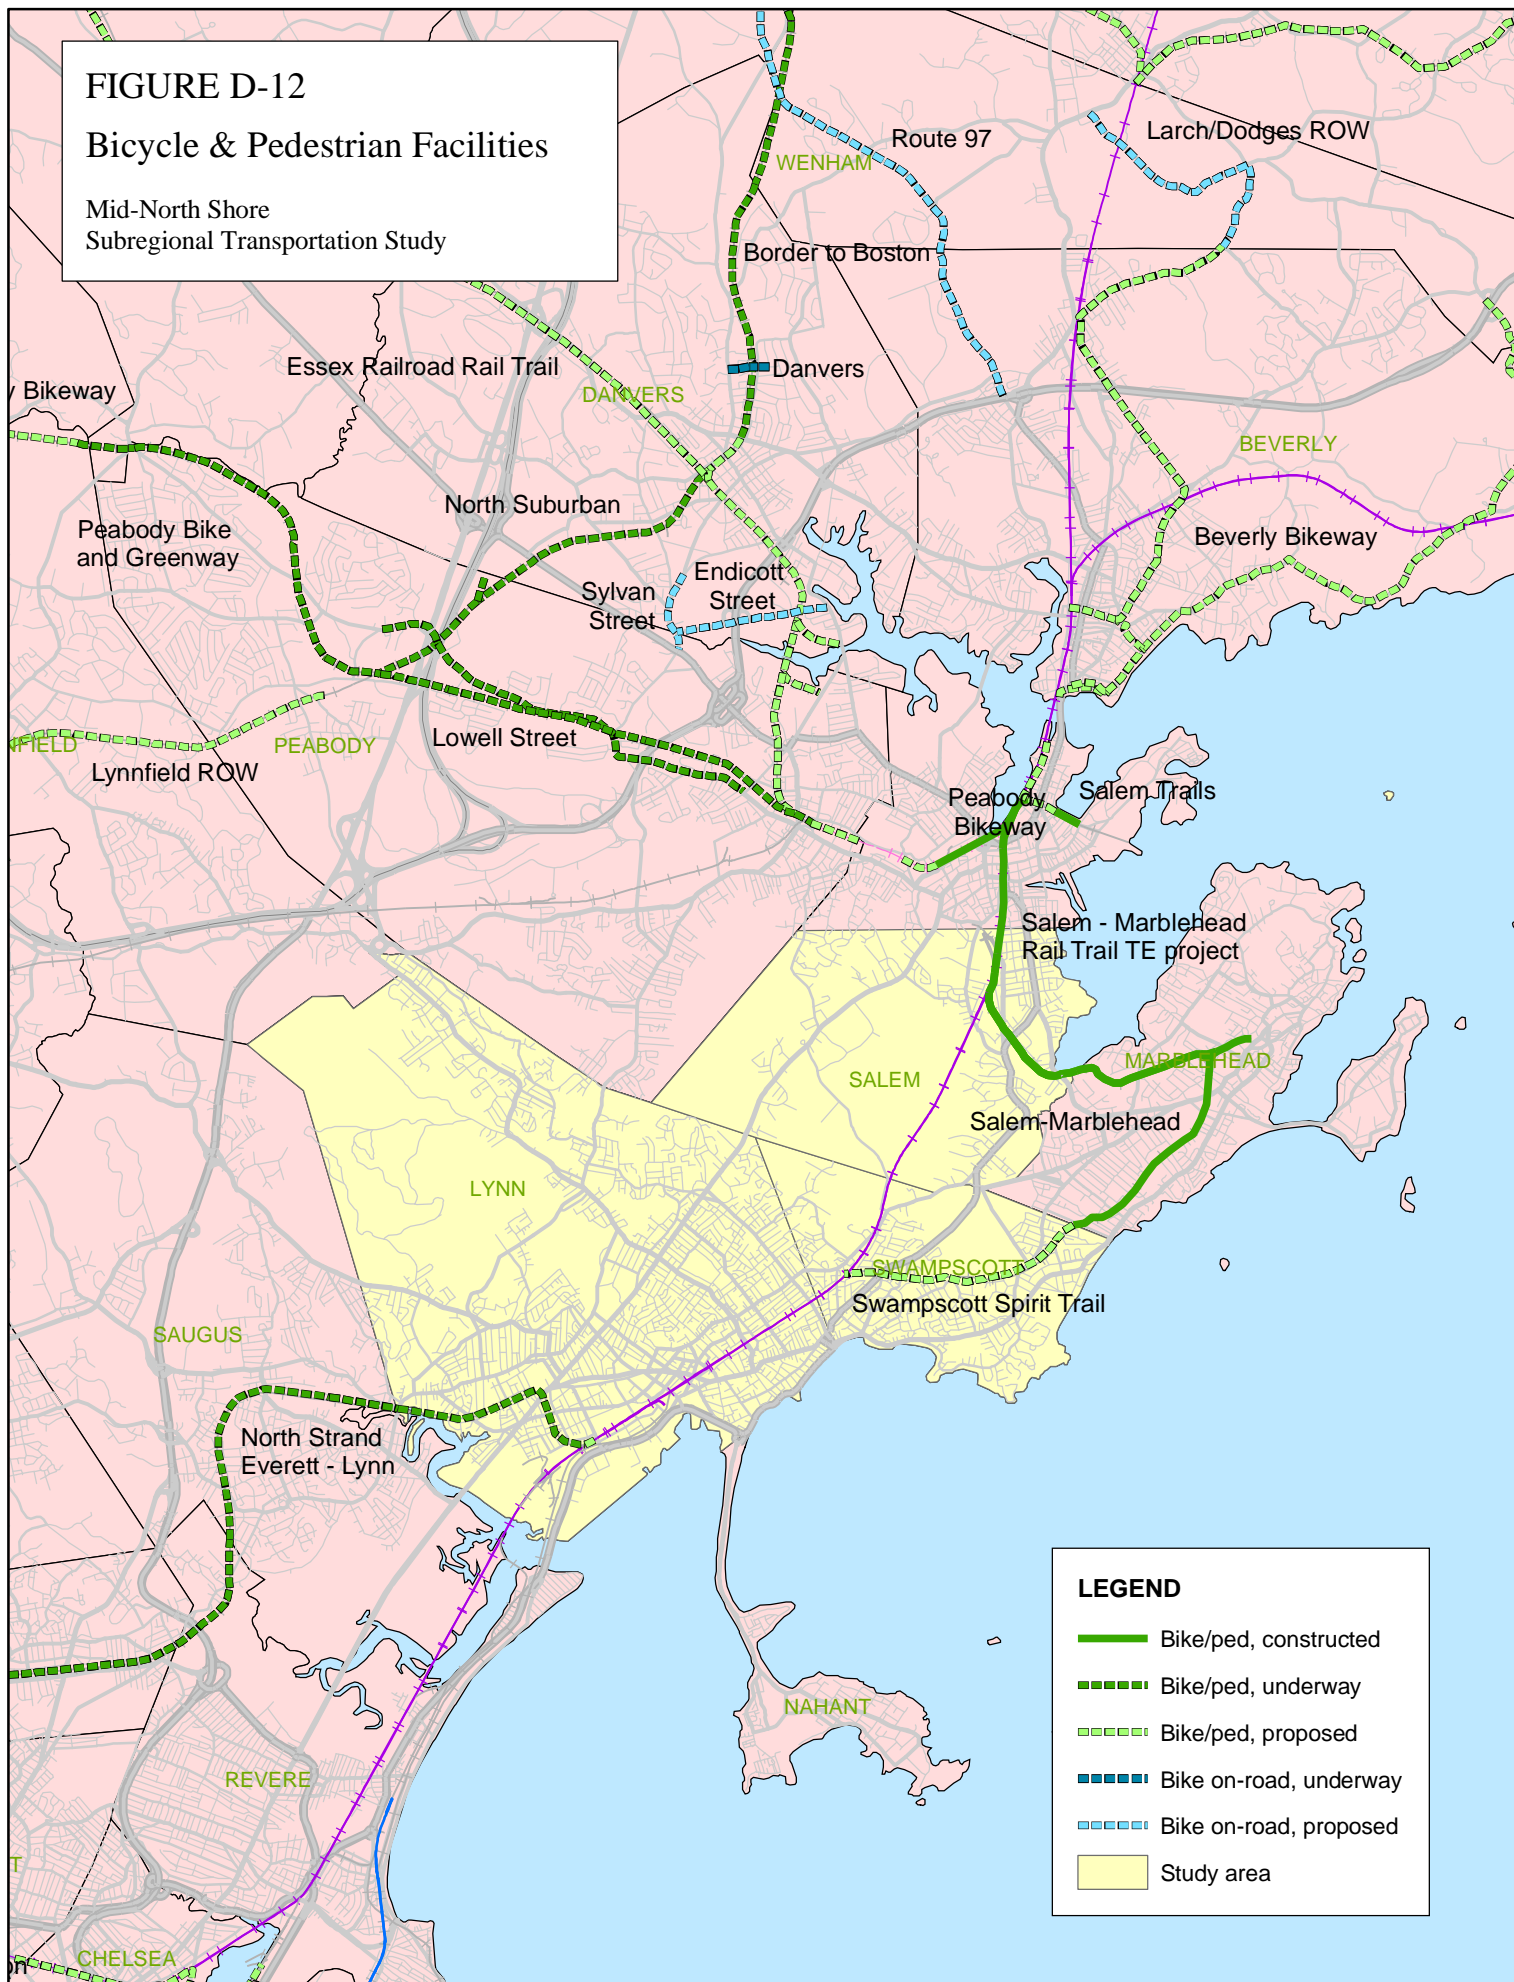 FIGURE D-12
Bicycle & Pedestrian Facilities
Mid-North Shore
Subregional Transportation Study
Route 97
Larch/Dodges ROW
WENHAM
Border to Boston
Essex Railroad Rail Trail
Danvers
DANVERS
Bikeway
BEVERLY
North Suburban
Peabody Bike
and Greenway
Beverly Bikeway
Endicott
Street
Sylvan
Street
Lowell Street
PEABODY
NFIELD
Lynnfield ROW
Peabody
Bikeway
Salem Trails
Salem - Marblehead
Rail Trail TE project
MARBLEHEAD
SALEM
Salem-Marblehead
LYNN
SWAMPSCOTT
Swampscott Spirit Trail
SAUGUS
North Strand
Everett - Lynn
NAHANT
REVERE
T
CHELSEA
on
LEGEND
Bike/ped, constructed
Bike/ped, underway
Bike/ped, proposed
Bike on-road, underway
Bike on-road, proposed
Study area